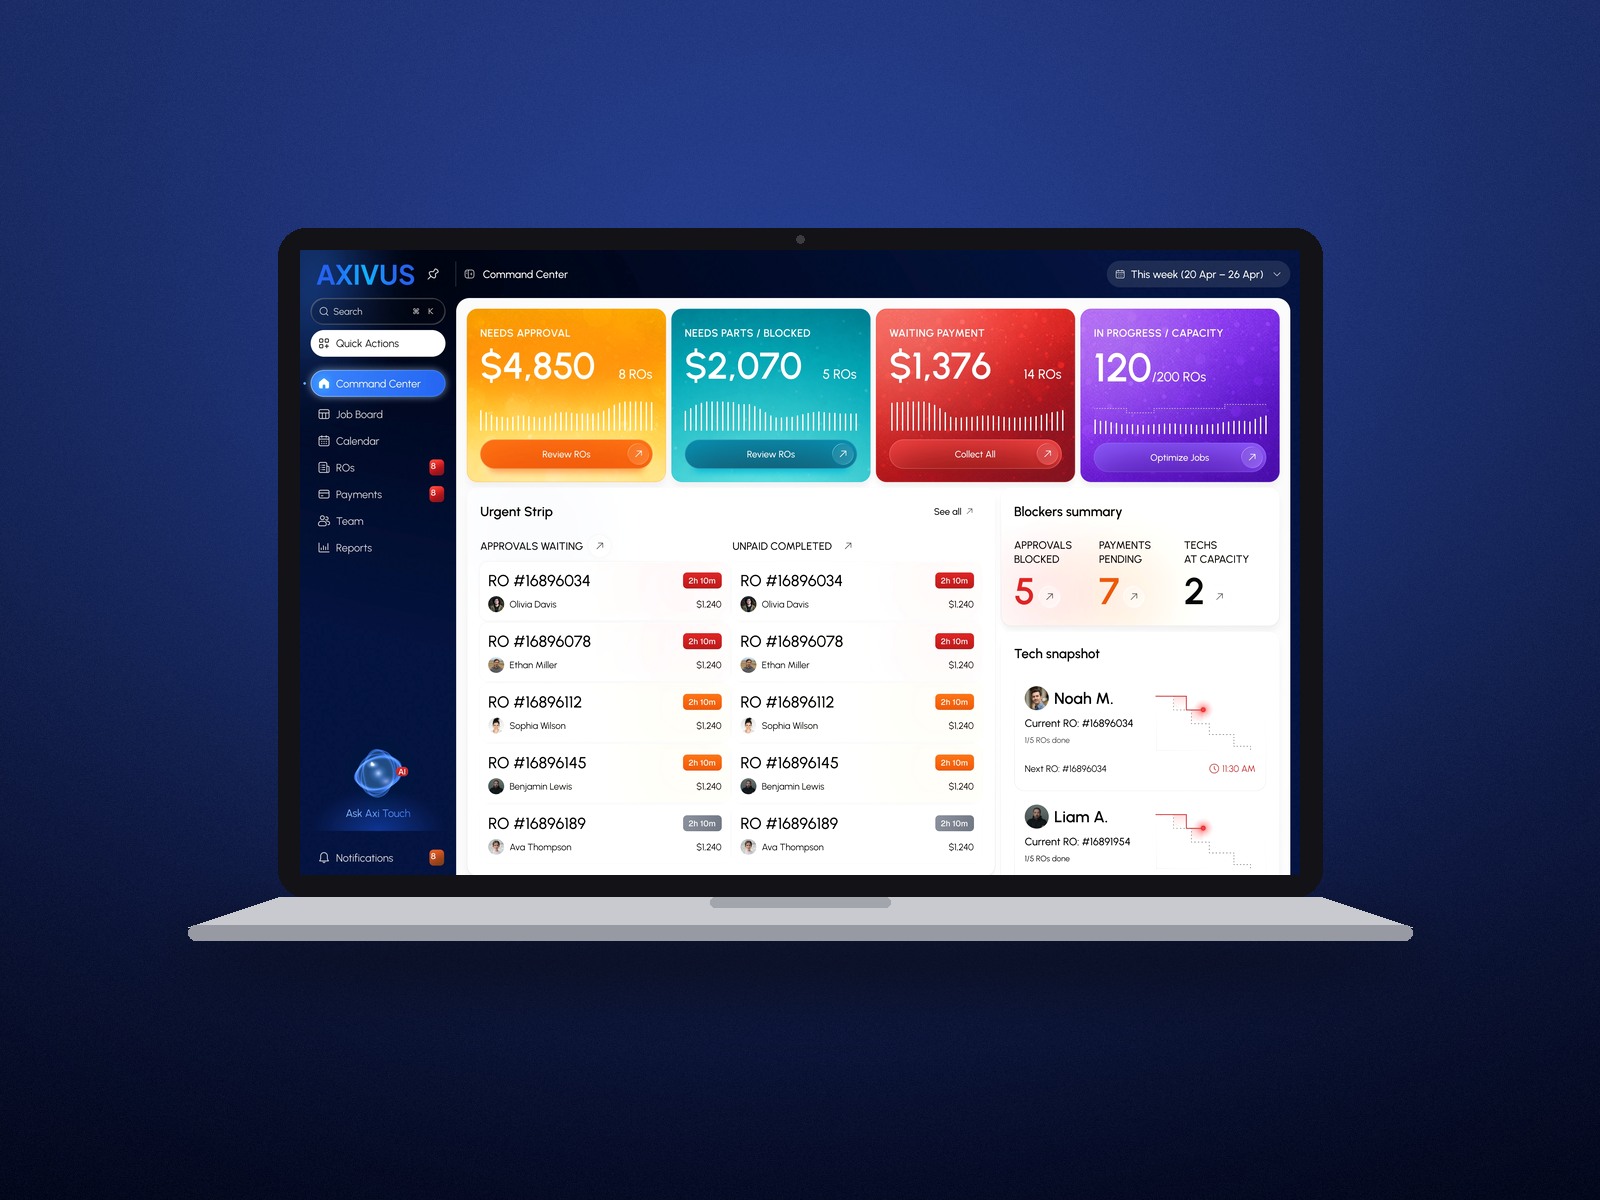 AXIVUS
Command Center
This week (20 Apr – 26 Apr)
Search ⌘ K
Quick Actions
Command Center
Job Board
Calendar
ROs 8
Payments 8
Team
Reports
AI
Ask Axi Touch
Notifications 8
NEEDS APPROVAL
$4,850 8 ROs
Review ROs
NEEDS PARTS / BLOCKED
$2,070 5 ROs
Review ROs
WAITING PAYMENT
$1,376 14 ROs
Collect All
IN PROGRESS / CAPACITY
120/200 ROs
Optimize Jobs
Urgent Strip
See all
APPROVALS WAITING
RO #16896034 2h 10m
Olivia Davis $1.240
RO #16896078 2h 10m
Ethan Miller $1.240
RO #16896112 2h 10m
Sophia Wilson $1.240
RO #16896145 2h 10m
Benjamin Lewis $1.240
RO #16896189 2h 10m
Ava Thompson $1.240
UNPAID COMPLETED
RO #16896034 2h 10m
Olivia Davis $1.240
RO #16896078 2h 10m
Ethan Miller $1.240
RO #16896112 2h 10m
Sophia Wilson $1.240
RO #16896145 2h 10m
Benjamin Lewis $1.240
RO #16896189 2h 10m
Ava Thompson $1.240
Blockers summary
APPROVALS
BLOCKED
5
PAYMENTS
PENDING
7
TECHS
AT CAPACITY
2
Tech snapshot
Noah M.
Current RO: #16896034
1/5 ROs done
Next RO: #16896034 11:30 AM
Liam A.
Current RO: #16891954
1/5 ROs done